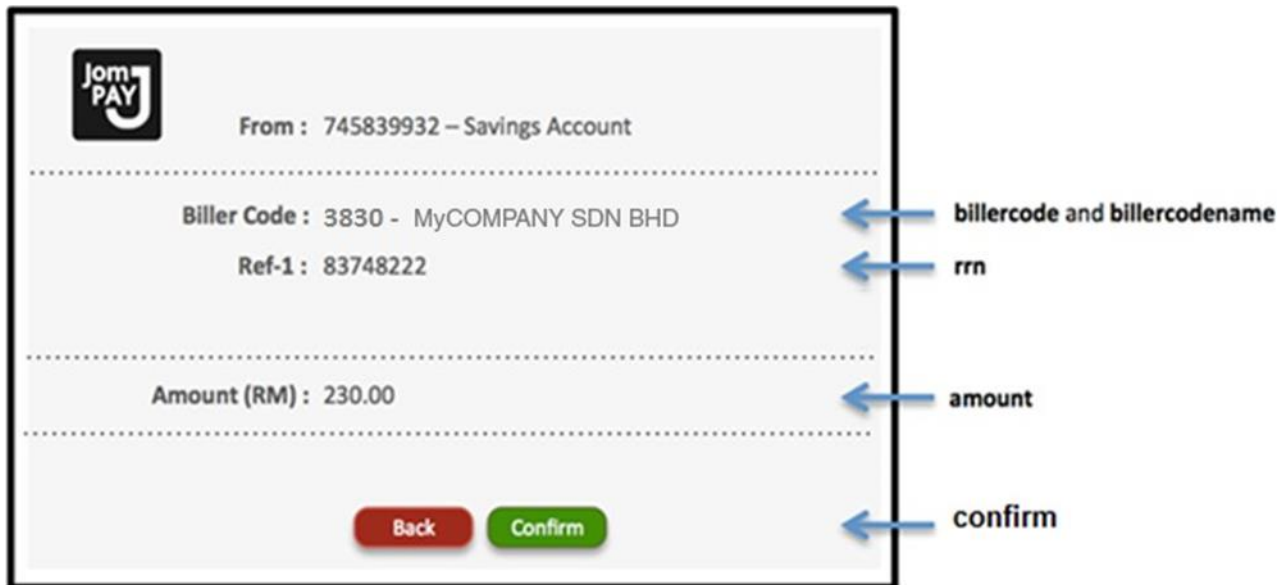 Jom
PAY
From : 745839932 – Savings Account
Biller Code : 3830 - MyCOMPANY SDN BHD
billercode and billercodename
Ref-1 : 83748222
rrn
Amount (RM) : 230.00
amount
Back
Confirm
confirm